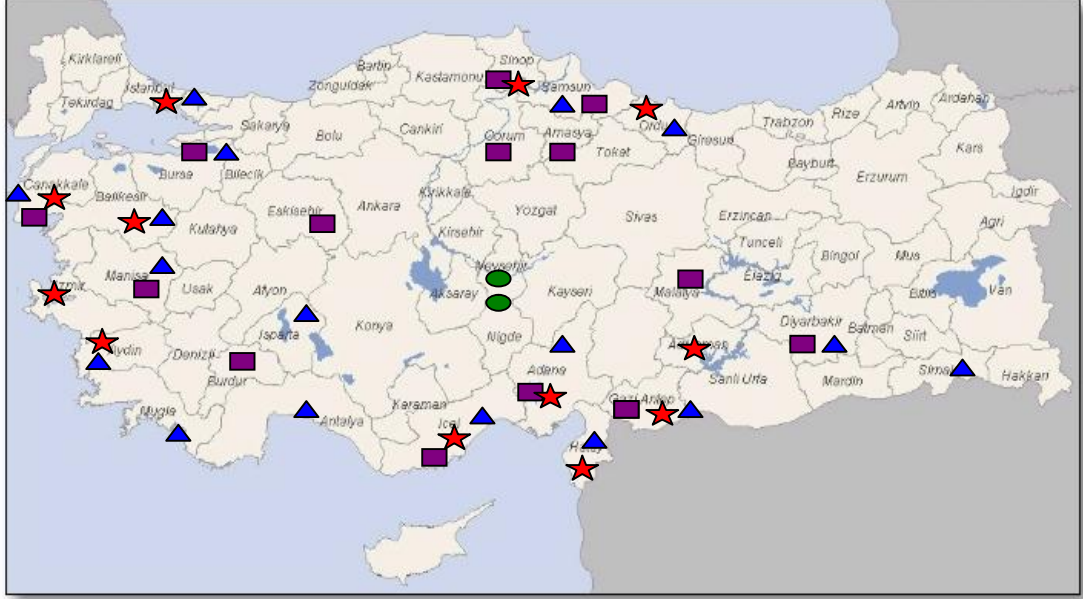 Kirklareli
Tekirdag
Istanbul
Sakarya
Bolu
Zonguldak
Bartin
Kastamonu
Sinop
Samsun
Cankiri
Corum
Amasya
Tokat
Ordu
Giresun
Trabzon
Rize
Artvin
Ardahan
Kars
Bayburt
Erzurum
Igdir
Agri
Canakkale
Balikesir
Bursa
Bilecik
Kutahya
Eskisehir
Ankara
Kirikkale
Kirsehir
Yozgat
Sivas
Erzincan
Tunceli
Bingol
Mus
Elazig
Bitlis
Van
Manisa
Usak
Afyon
Konya
Aksaray
Nevsehir
Kayseri
Nigde
Malatya
Diyarbakir
Batman
Siirt
Aydin
Denizli
Isparta
Burdur
Mugla
Antalya
Karaman
Icel
Adana
Gazi Antep
Sanli Urfa
Mardin
Hakkari
Hatay